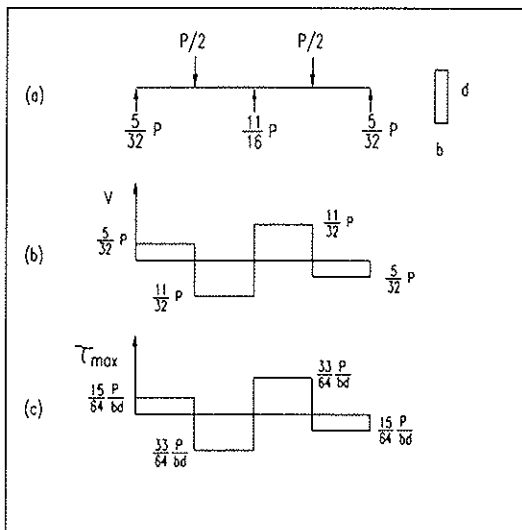 P/2 P/2
(a)
d
5/32 P 11/16 P 5/32 P
b
V
11/32 P
5/32 P
(b)
11/32 P 5/32 P
τmax
33/64 P/bd
15/64 P/bd
(c)
33/64 P/bd 15/64 P/bd